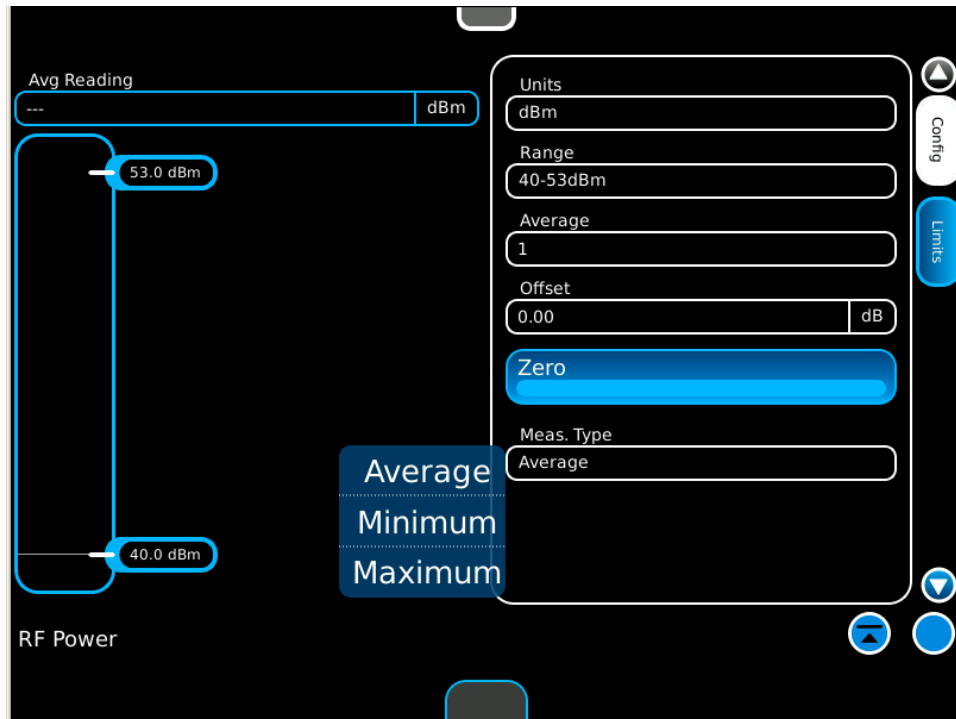 Avg Reading
--- dBm
53.0 dBm
40.0 dBm
Units
dBm
Range
40-53dBm
Average
1
Offset
0.00 dB
Zero
Meas. Type
Average
Average
Minimum
Maximum
Config
Limits
RF Power